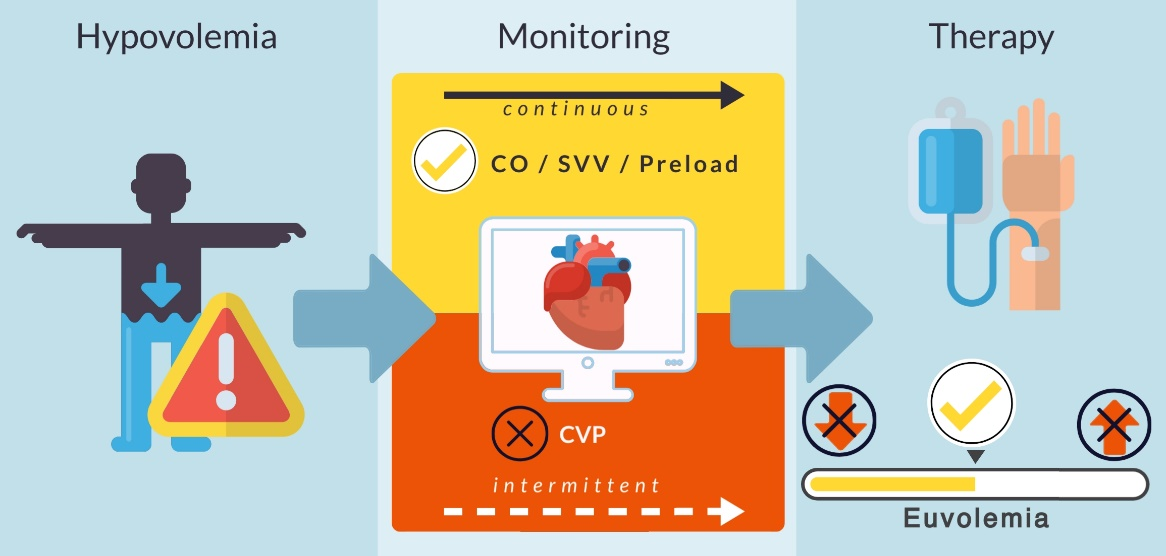 Hypovolemia
Monitoring
Therapy
continuous
CO / SVV / Preload
CVP
intermittent
Euvolemia